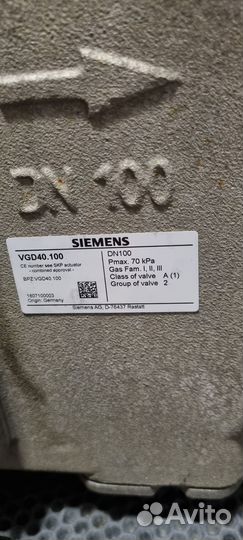 DN 100
SIEMENS
VGD40.100
CE number see SKP actuator
- combined approval -
BPZ:VGD40.100
1607100003
Origin: Germany
DN100
Pmax. 70 kPa
Gas Fam. I, II, III
Class of valve A (1)
Group of valve 2
Siemens AG, D-76437 Rastatt
Avito